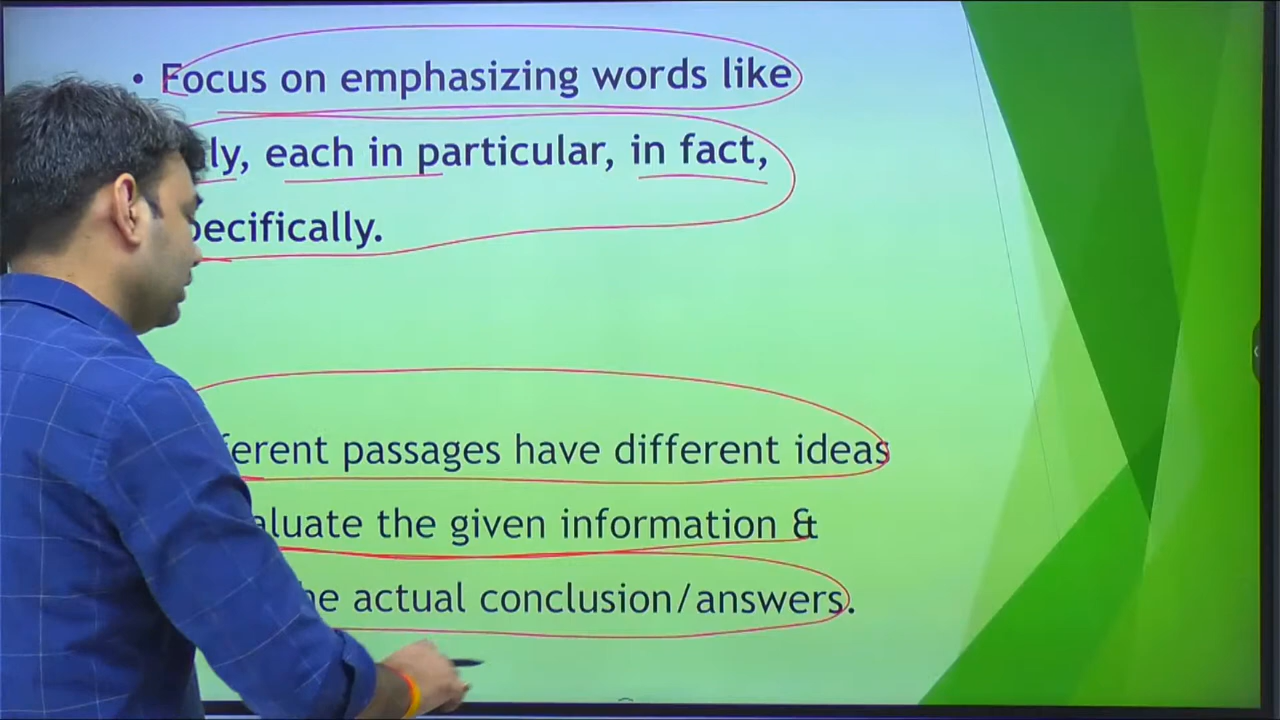 • Focus on emphasizing words like
ly, each in particular, in fact,
pecifically.
ferent passages have different ideas
aluate the given information &
he actual conclusion/answers.